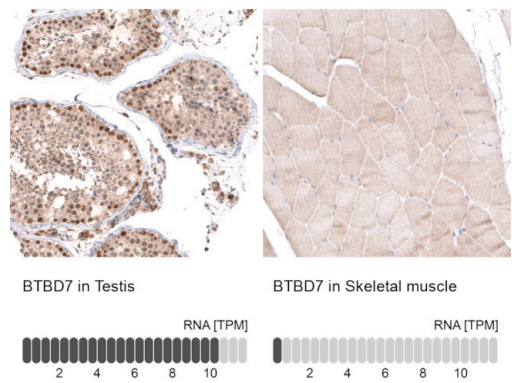 BTBD7 in Testis
BTBD7 in Skeletal muscle
RNA [TPM]
RNA [TPM]
2 4 6 8 10
2 4 6 8 10